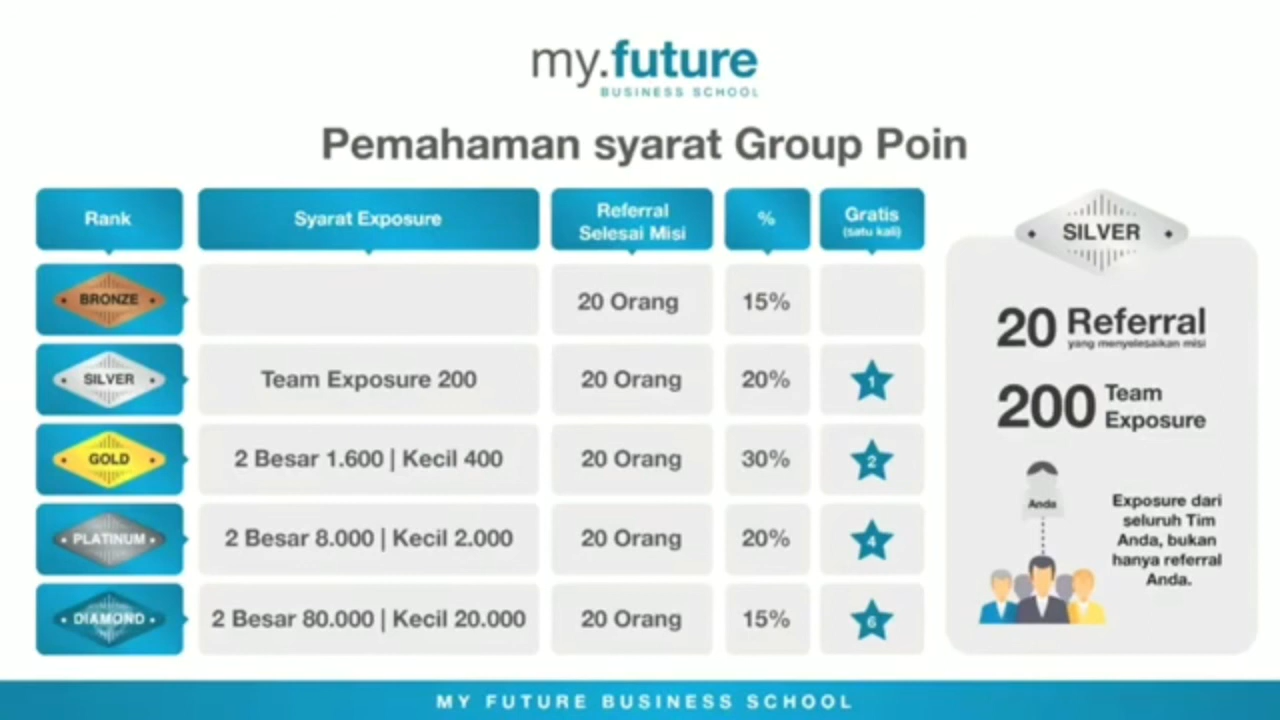 my.future
BUSINESS SCHOOL
Pemahaman syarat Group Poin
Rank
Syarat Exposure
Referral
Selesai Misi
%
Gratis
(satu kali)
BRONZE
20 Orang
15%
SILVER
Team Exposure 200
20 Orang
20%
1
GOLD
2 Besar 1.600 | Kecil 400
20 Orang
30%
2
PLATINUM
2 Besar 8.000 | Kecil 2.000
20 Orang
20%
4
DIAMOND
2 Besar 80.000 | Kecil 20.000
20 Orang
15%
6
SILVER
20 Referral
yang menyelesaikan misi
200 Team
Exposure
Anda
Exposure dari
seluruh Tim
Anda, bukan
hanya referral
Anda.
MY FUTURE BUSINESS SCHOOL